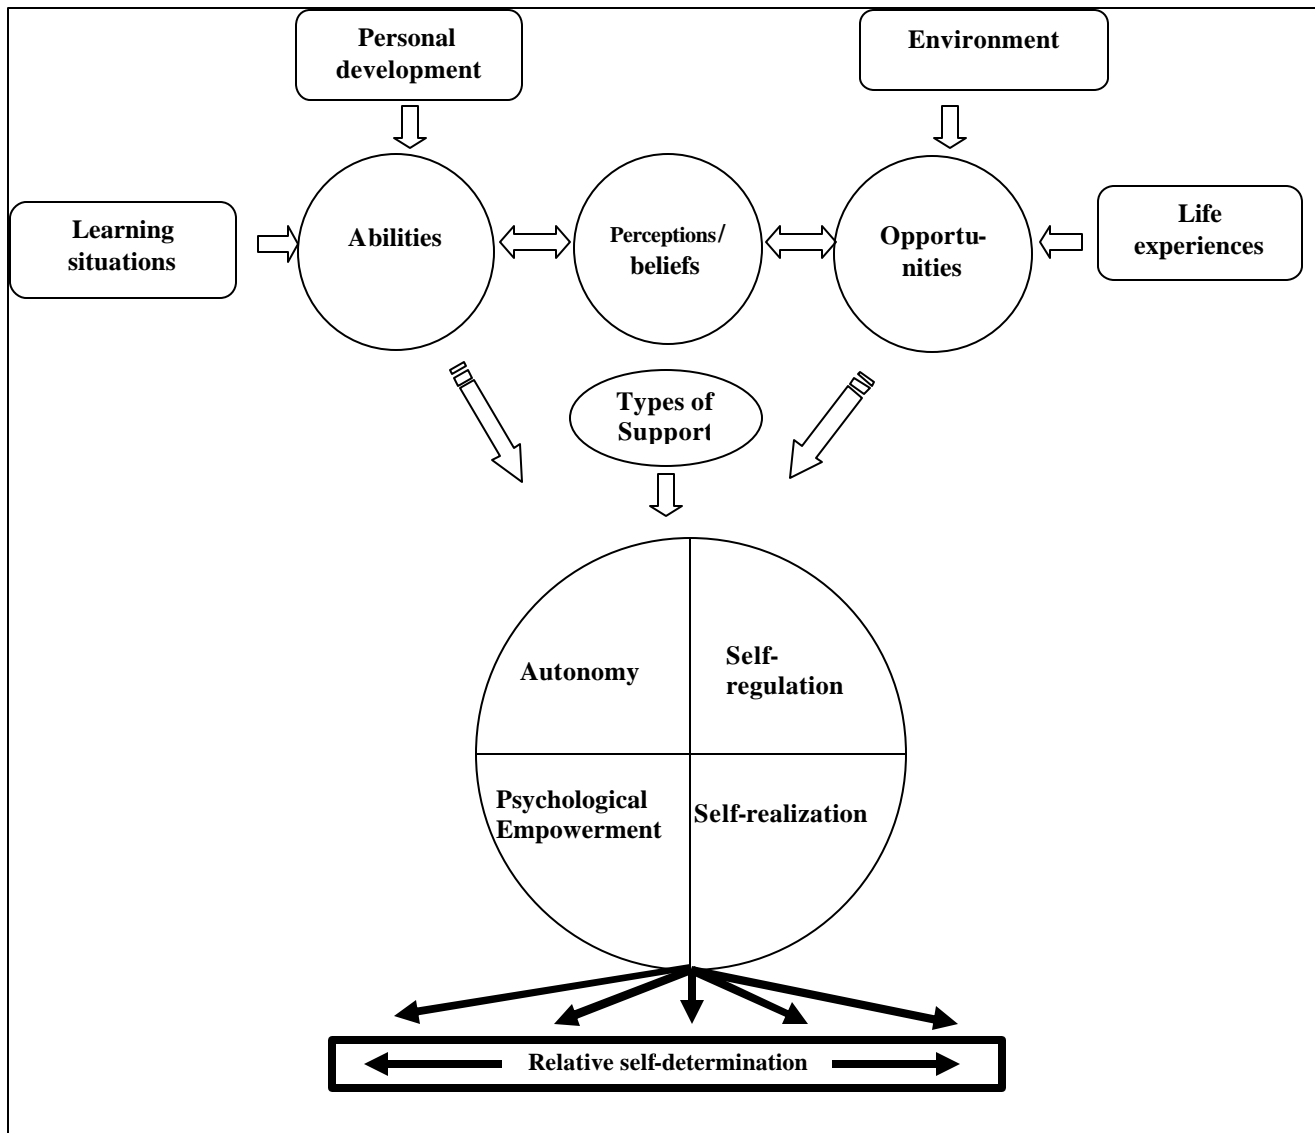 Personal
development
Environment
Learning
situations
Abilities
Perceptions/
beliefs
Opportu-
nities
Life
experiences
Types of
Support
Autonomy
Self-
regulation
Psychological
Empowerment
Self-realization
Relative self-determination